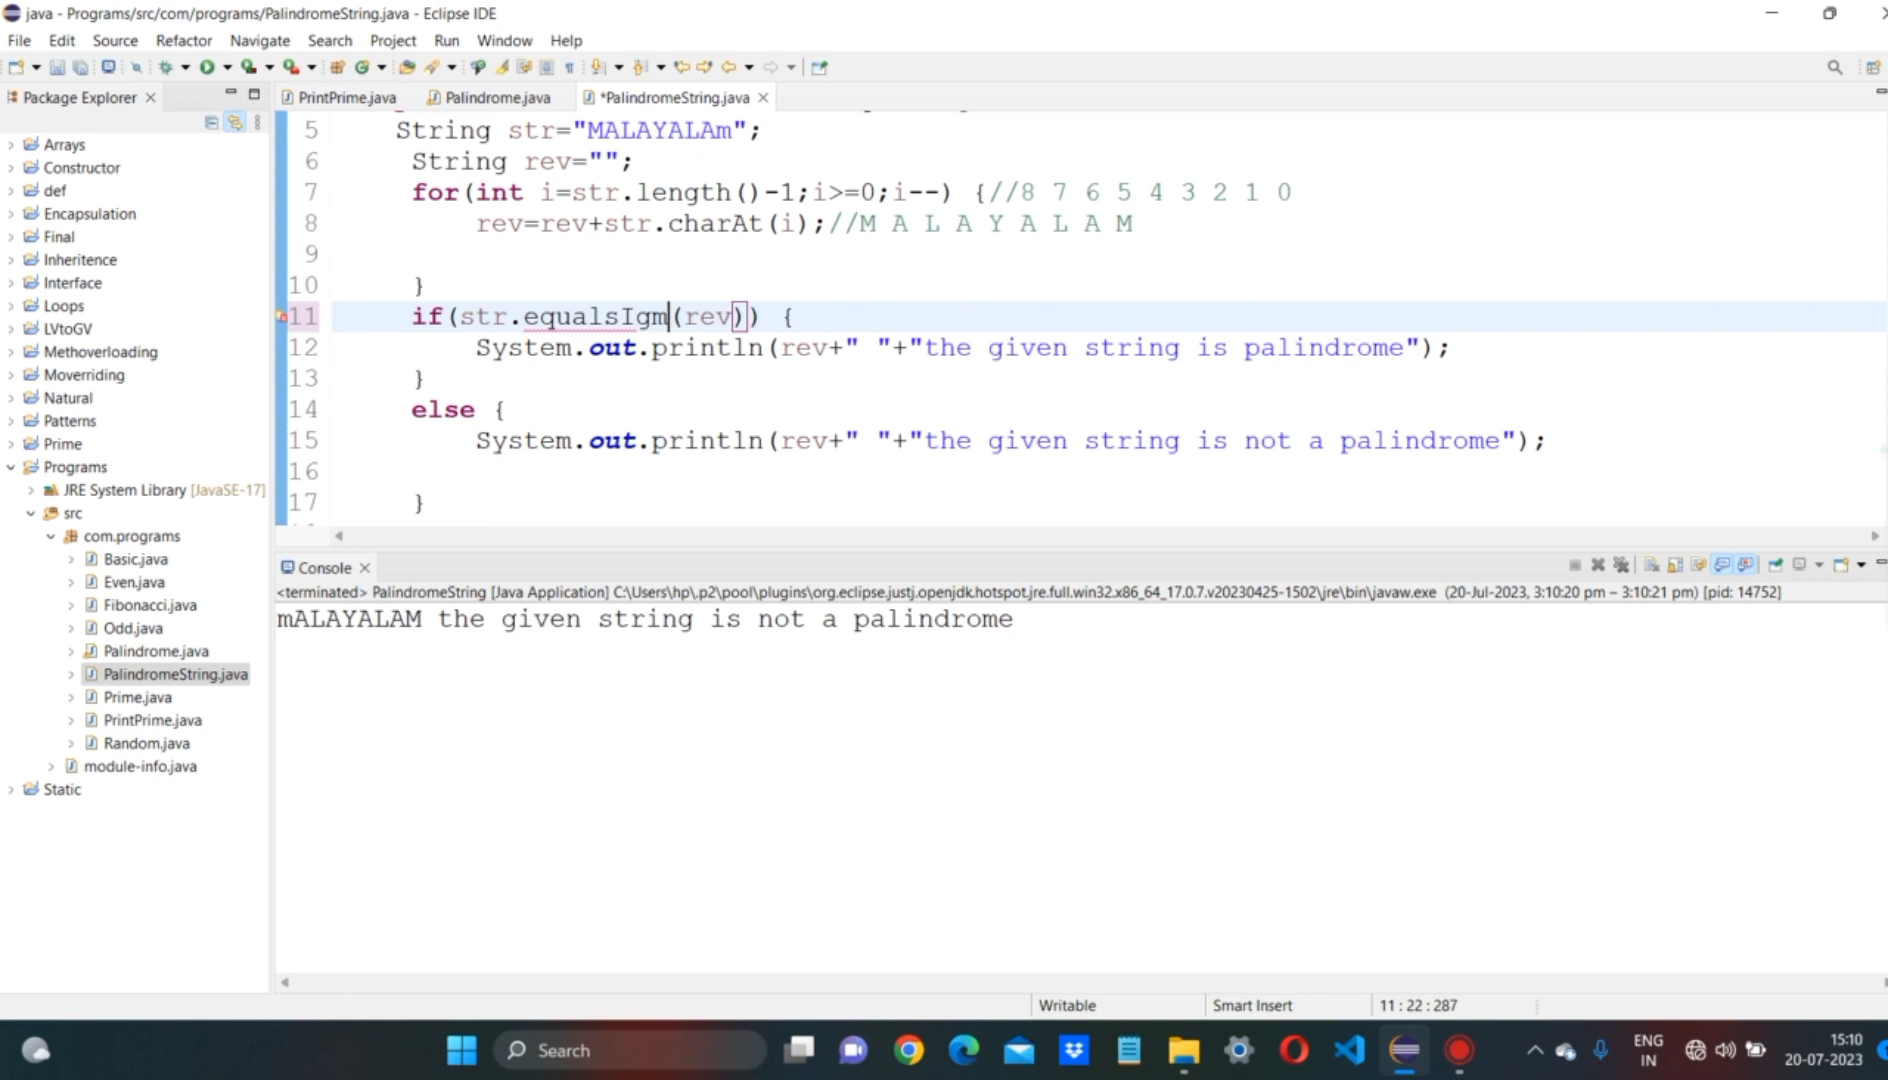 java - Programs/src/com/programs/PalindromeString.java - Eclipse IDE
File Edit Source Refactor Navigate Search Project Run Window Help
Package Explorer
PrintPrime.java Palindrome.java *PalindromeString.java
Arrays
Constructor
def
Encapsulation
Final
Inheritence
Interface
Loops
LVtoGV
Methoverloading
Moverriding
Natural
Patterns
Prime
Programs
JRE System Library [JavaSE-17]
src
com.programs
Basic.java
Even.java
Fibonacci.java
Odd.java
Palindrome.java
PalindromeString.java
Prime.java
PrintPrime.java
Random.java
module-info.java
Static
5 String str="MALAYALAm";
6 String rev="";
7 for(int i=str.length()-1;i>=0;i--) {//8 7 6 5 4 3 2 1 0
8 rev=rev+str.charAt(i);//M A L A Y A L A M
9
10 }
11 if(str.equalsIgm(rev)) {
12 System.out.println(rev+" "+"the given string is palindrome");
13 }
14 else {
15 System.out.println(rev+" "+"the given string is not a palindrome");
16
17 }
Console
<terminated> PalindromeString [Java Application] C:\Users\hp\.p2\pool\plugins\org.eclipse.justj.openjdk.hotspot.jre.full.win32.x86_64_17.0.7.v20230425-1502\jre\bin\javaw.exe (20-Jul-2023, 3:10:20 pm – 3:10:21 pm) [pid: 14752]
mALAYALAM the given string is not a palindrome
Writable Smart Insert 11 : 22 : 287
Search
ENG
IN
15:10
20-07-2023